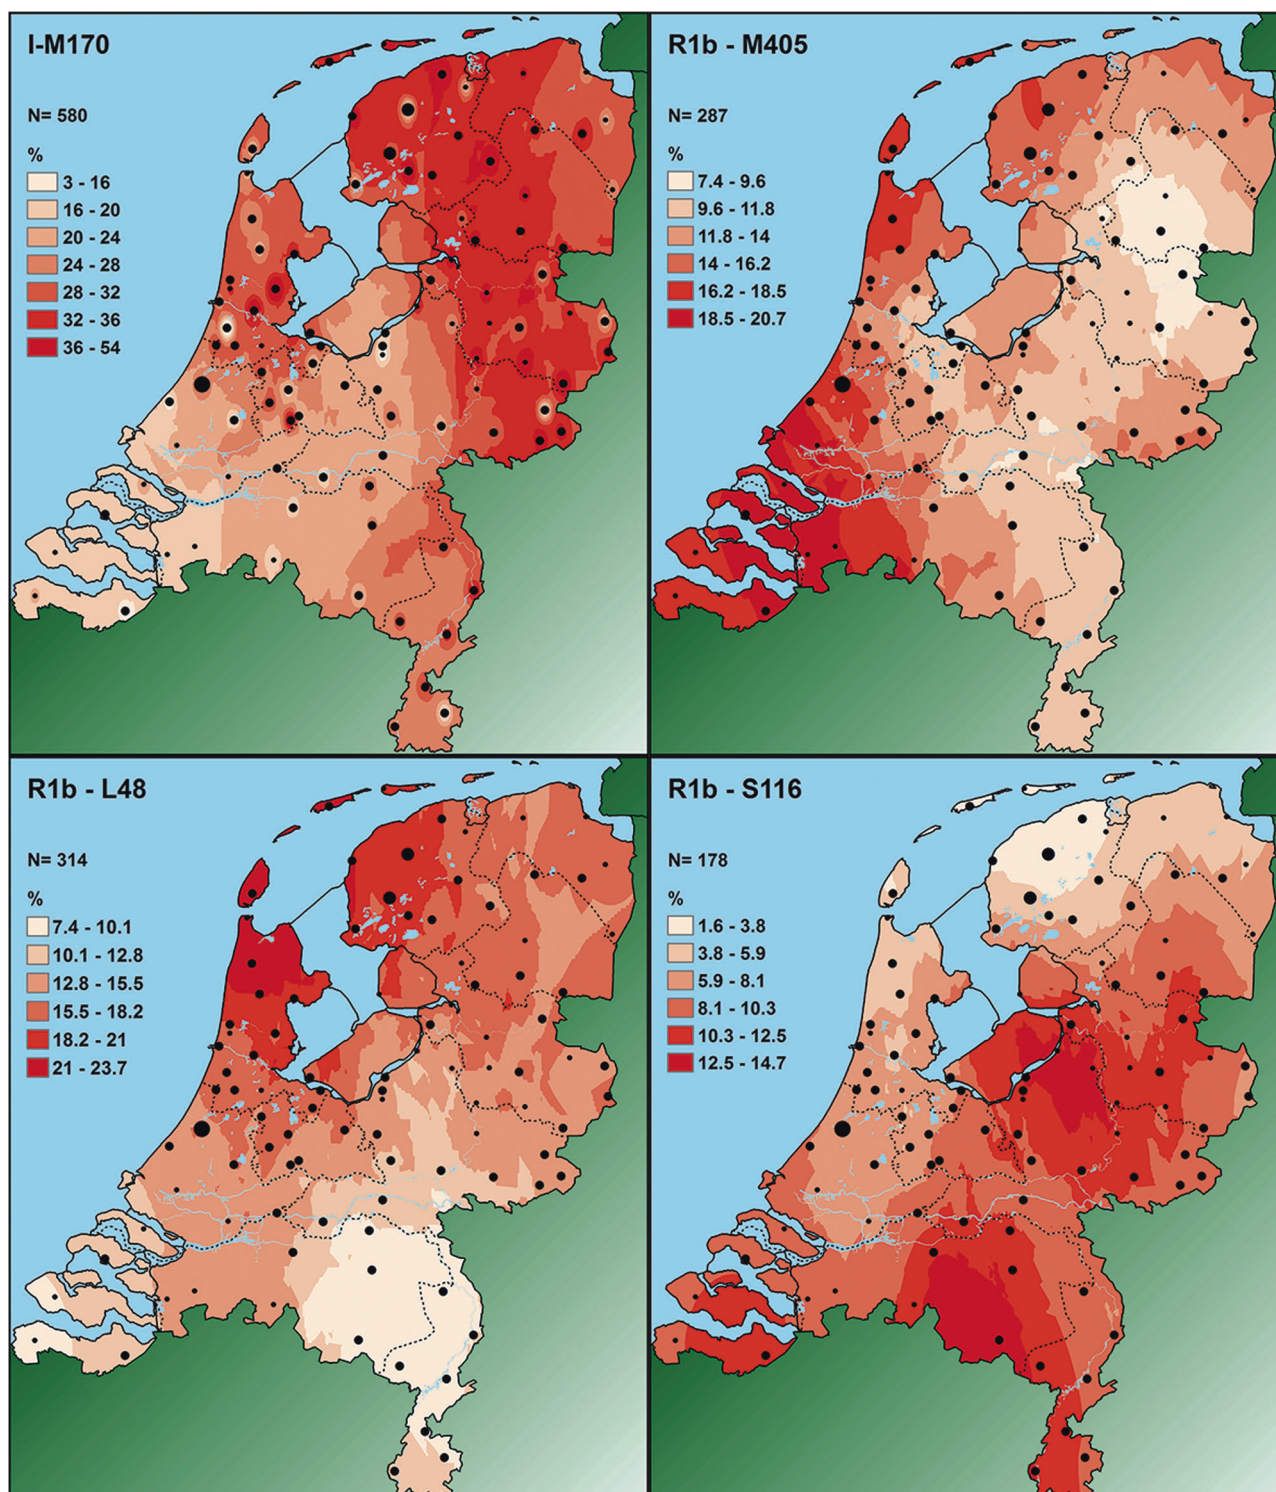 I-M170
N= 580
%
3 - 16
16 - 20
20 - 24
24 - 28
28 - 32
32 - 36
36 - 54
R1b - M405
N= 287
%
7.4 - 9.6
9.6 - 11.8
11.8 - 14
14 - 16.2
16.2 - 18.5
18.5 - 20.7
R1b - L48
N= 314
%
7.4 - 10.1
10.1 - 12.8
12.8 - 15.5
15.5 - 18.2
18.2 - 21
21 - 23.7
R1b - S116
N= 178
%
1.6 - 3.8
3.8 - 5.9
5.9 - 8.1
8.1 - 10.3
10.3 - 12.5
12.5 - 14.7